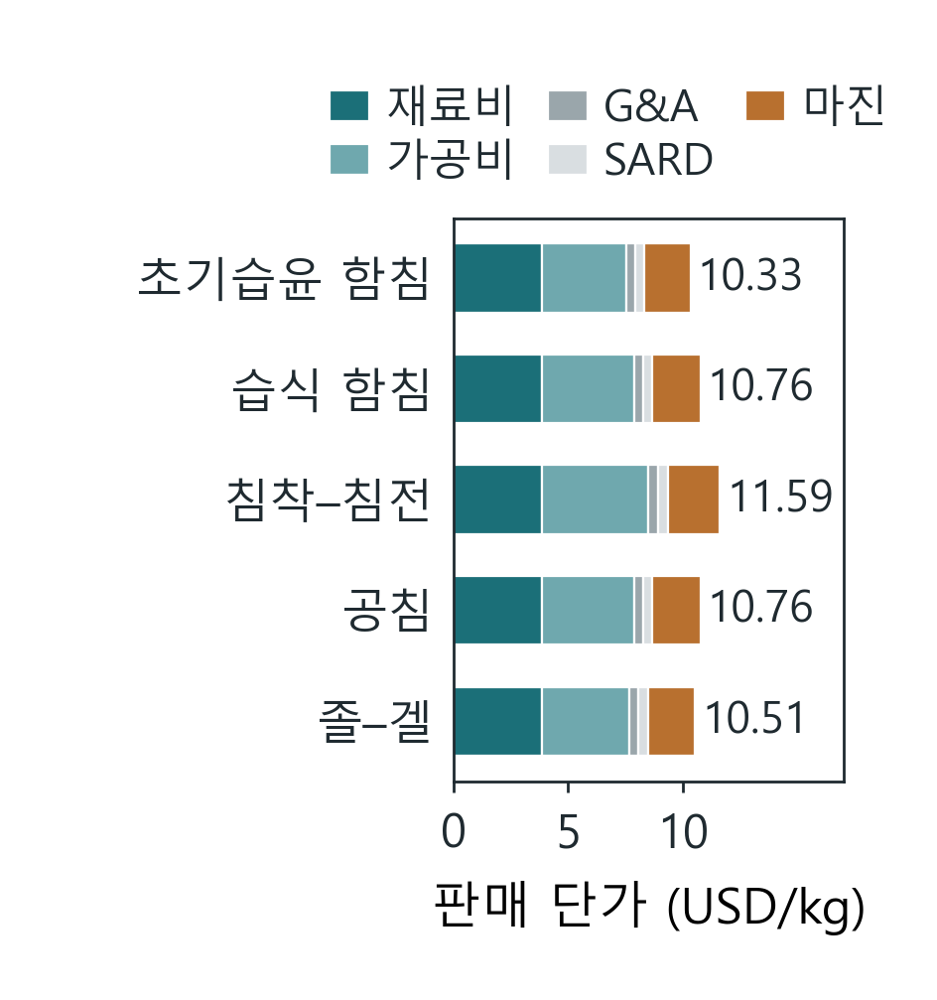 재료비 G&A 마진
가공비 SARD
초기습윤 함침 10.33
습식 함침 10.76
침착–침전 11.59
공침 10.76
졸–겔 10.51
0 5 10
판매 단가 (USD/kg)